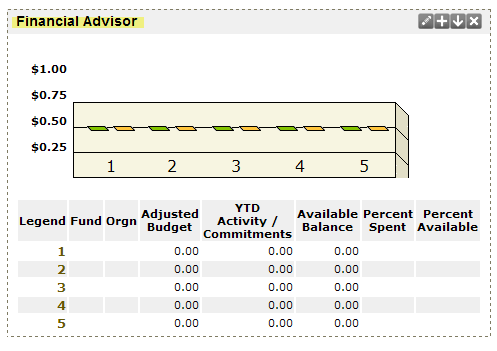 Financial Advisor
$1.00
$0.75
$0.50
$0.25
1 2 3 4 5
Legend Fund Orgn Adjusted Budget YTD Activity / Commitments Available Balance Percent Spent Percent Available
1 0.00 0.00 0.00
2 0.00 0.00 0.00
3 0.00 0.00 0.00
4 0.00 0.00 0.00
5 0.00 0.00 0.00